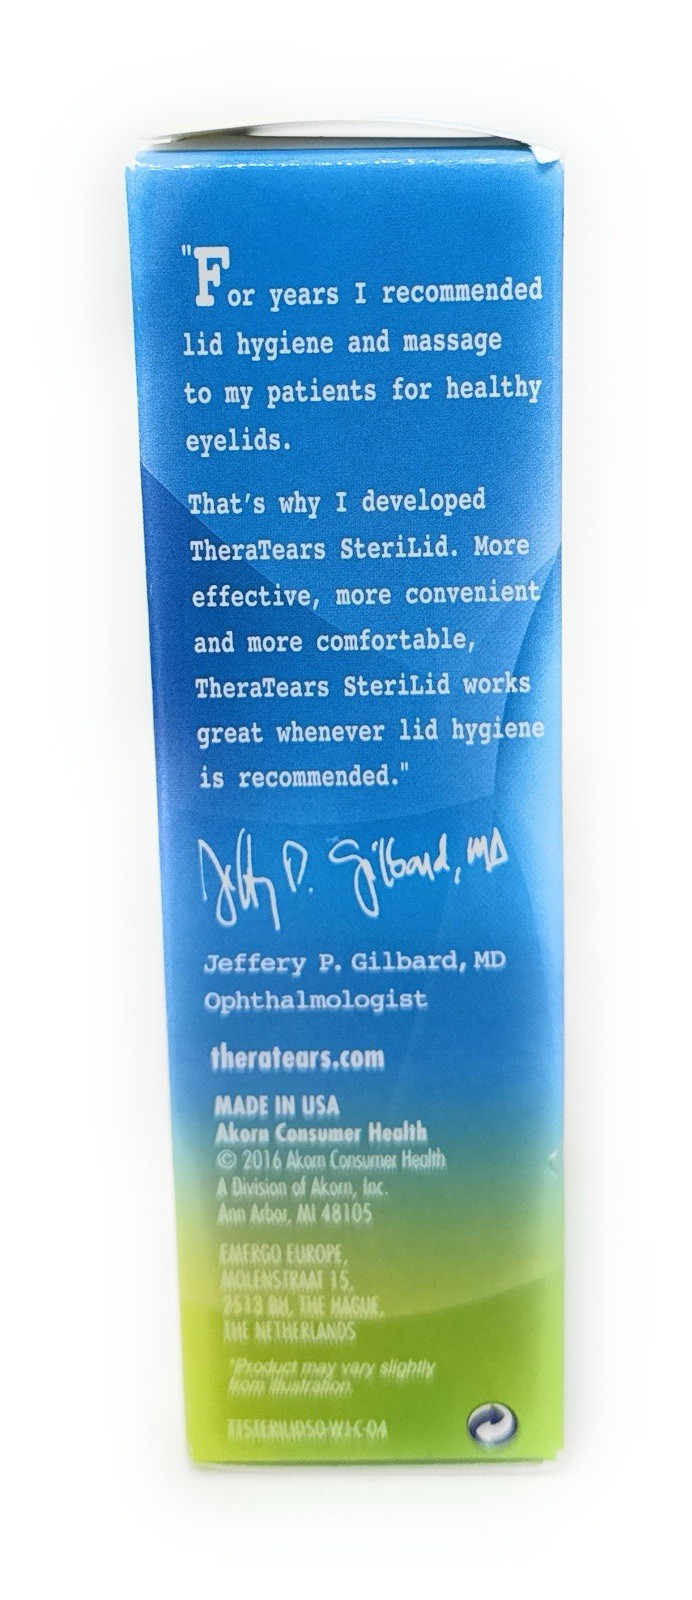 "For years I recommended
lid hygiene and massage
to my patients for healthy
eyelids.
That's why I developed
TheraTears SteriLid. More
effective, more convenient
and more comfortable,
TheraTears SteriLid works
great whenever lid hygiene
is recommended."
Jeffery P. Gilbard, MD
Jeffery P. Gilbard, MD
Ophthalmologist
theratears.com
MADE IN USA
Akorn Consumer Health
© 2016 Akorn Consumer Health
A Division of Akorn, Inc.
Ann Arbor, MI 48105
EMERGO EUROPE,
MOLENSTRAAT 15,
2513 BH, THE HAGUE,
THE NETHERLANDS
*Product may vary slightly
from illustration.